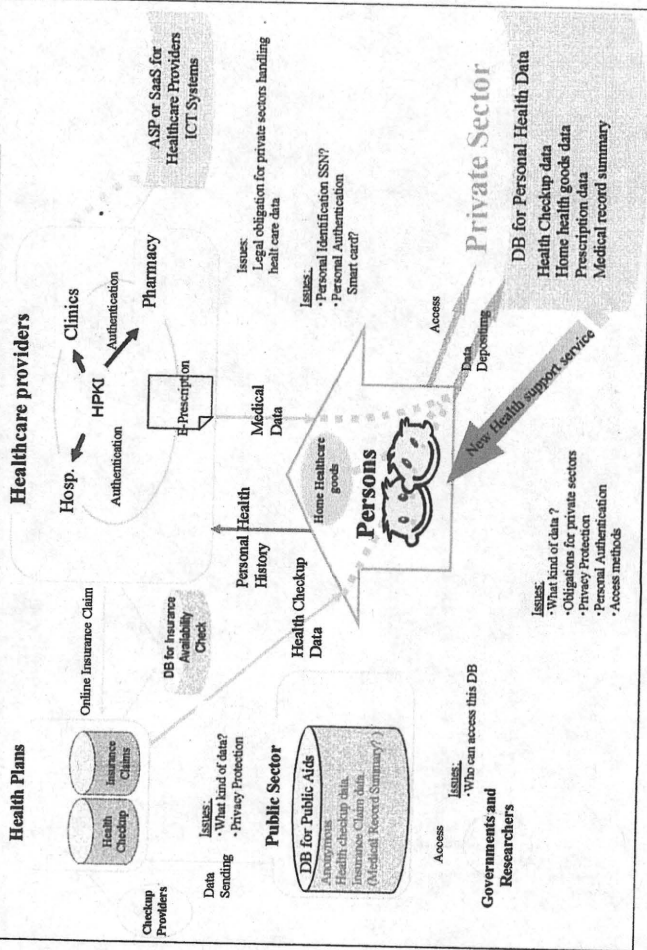 Health Plans
Health
Checkup
Insurance
Claims
Checkup
Providers
Online Insurance Claim
DB for Insurance
Availability
Check
Data
Sending
Issues:
・What kind of data?
・Privacy Protection
Public Sector
DB for Public Aids
Anonymous
Health checkup data,
Insurance Claim data
(Medical Record Summary? )
Access
Issues:
・Who can access this DB
Governments and
Researchers
Healthcare providers
Hosp.
HPKI
Clinics
Authentication
Authentication
Pharmacy
E-Prescription
ASP or SaaS for
Healthcare Providers
ICT Systems
Personal Health
History
Medical
Data
Health Checkup
Data
Home Healthcare
goods
Persons
Issues:
Legal obligation for private sectors handling
healt care data
Issues:
・Personal Identification SSN?
・Personal Authentication
Smart card?
Access
Data
Depositing
New Health support service
Private Sector
DB for Personal Health Data
Health Checkup data
Home health goods data
Prescription data
Medical record summary
Issues:
・What kind of data ?
・Obligations for private sectors
・Privacy Protection
・Personal Authentication
・Access methods